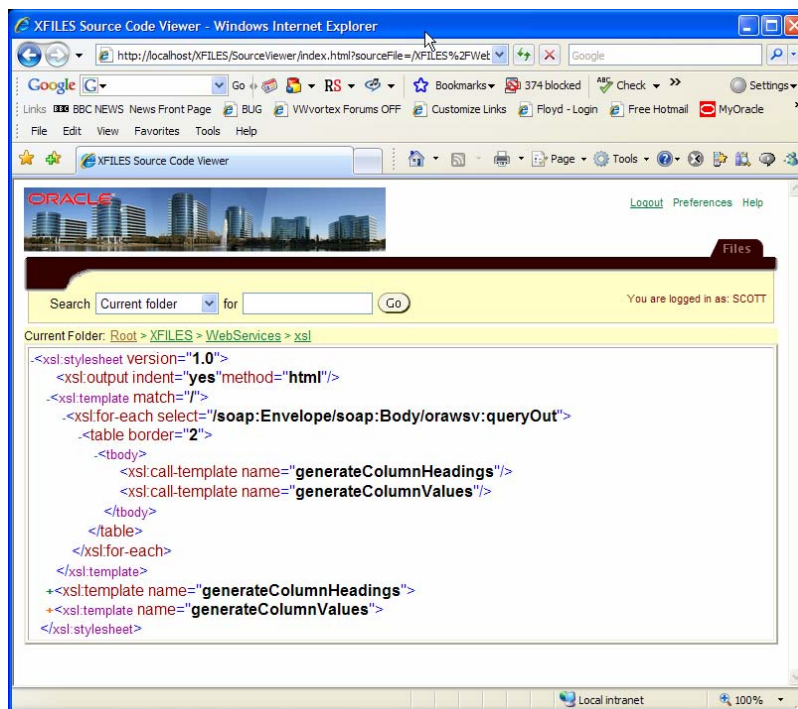 XFILES Source Code Viewer - Windows Internet Explorer
http://localhost/XFILES/SourceViewer/index.html?sourceFile=/XFILES%2FWeb
Google
Google G Go RS Bookmarks 374 blocked ABC Check » Settings
Links BBC NEWS News Front Page BUG VWvortex Forums OFF Customize Links Floyd - Login Free Hotmail MyOracle »
File Edit View Favorites Tools Help
XFILES Source Code Viewer Page Tools
ORACLE
Logout Preferences Help
Files
Search Current folder for Go You are logged in as: SCOTT
Current Folder: Root > XFILES > WebServices > xsl
-<xsl:stylesheet version="1.0">
<xsl:output indent="yes"method="html"/>
-<xsl:template match="/">
-<xsl:for-each select="/soap:Envelope/soap:Body/orawsv:queryOut">
-<table border="2">
-<tbody>
<xsl:call-template name="generateColumnHeadings"/>
<xsl:call-template name="generateColumnValues"/>
</tbody>
</table>
</xsl:for-each>
</xsl:template>
+<xsl:template name="generateColumnHeadings">
+<xsl:template name="generateColumnValues">
</xsl:stylesheet>
Local intranet 100%